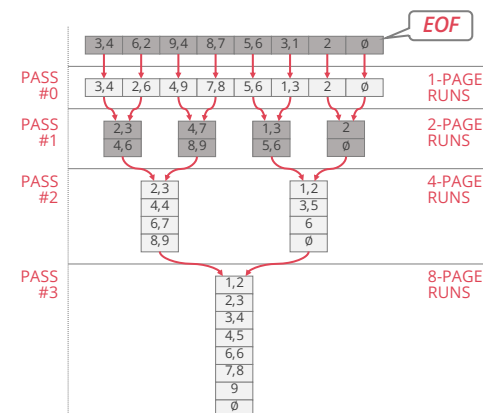 EOF
3,4 6,2 9,4 8,7 5,6 3,1 2 ∅
PASS #0
3,4 2,6 4,9 7,8 5,6 1,3 2 ∅
1-PAGE RUNS
PASS #1
2,3 4,7 1,3 2
4,6 8,9 5,6 ∅
2-PAGE RUNS
PASS #2
2,3 1,2
4,4 3,5
6,7 6
8,9 ∅
4-PAGE RUNS
PASS #3
1,2
2,3
3,4
4,5
6,6
7,8
9
∅
8-PAGE RUNS